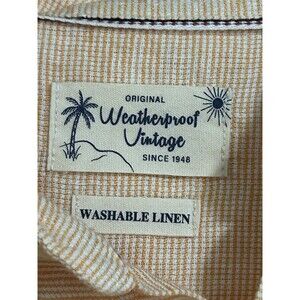 ORIGINAL
Weatherproof
Vintage
SINCE 1948
WASHABLE LINEN